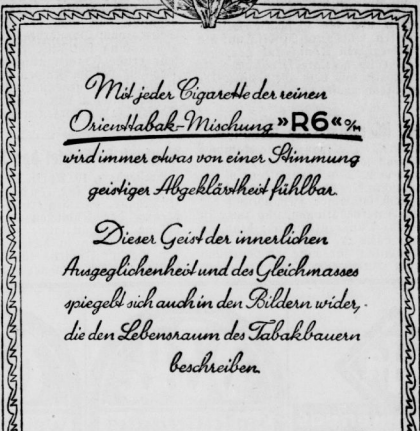 Mit jeder Cigarette der reinen
Orienttabak-Mischung »R6« o/M
wird immer etwas von einer Stimmung
geistiger Abgeklärtheit fühlbar.
Dieser Geist der innerlichen
Ausgeglichenheit und des Gleichmasses
spiegelt sich auch in den Bildern wider,
die den Lebensraum des Tabakbauern
beschreiben.